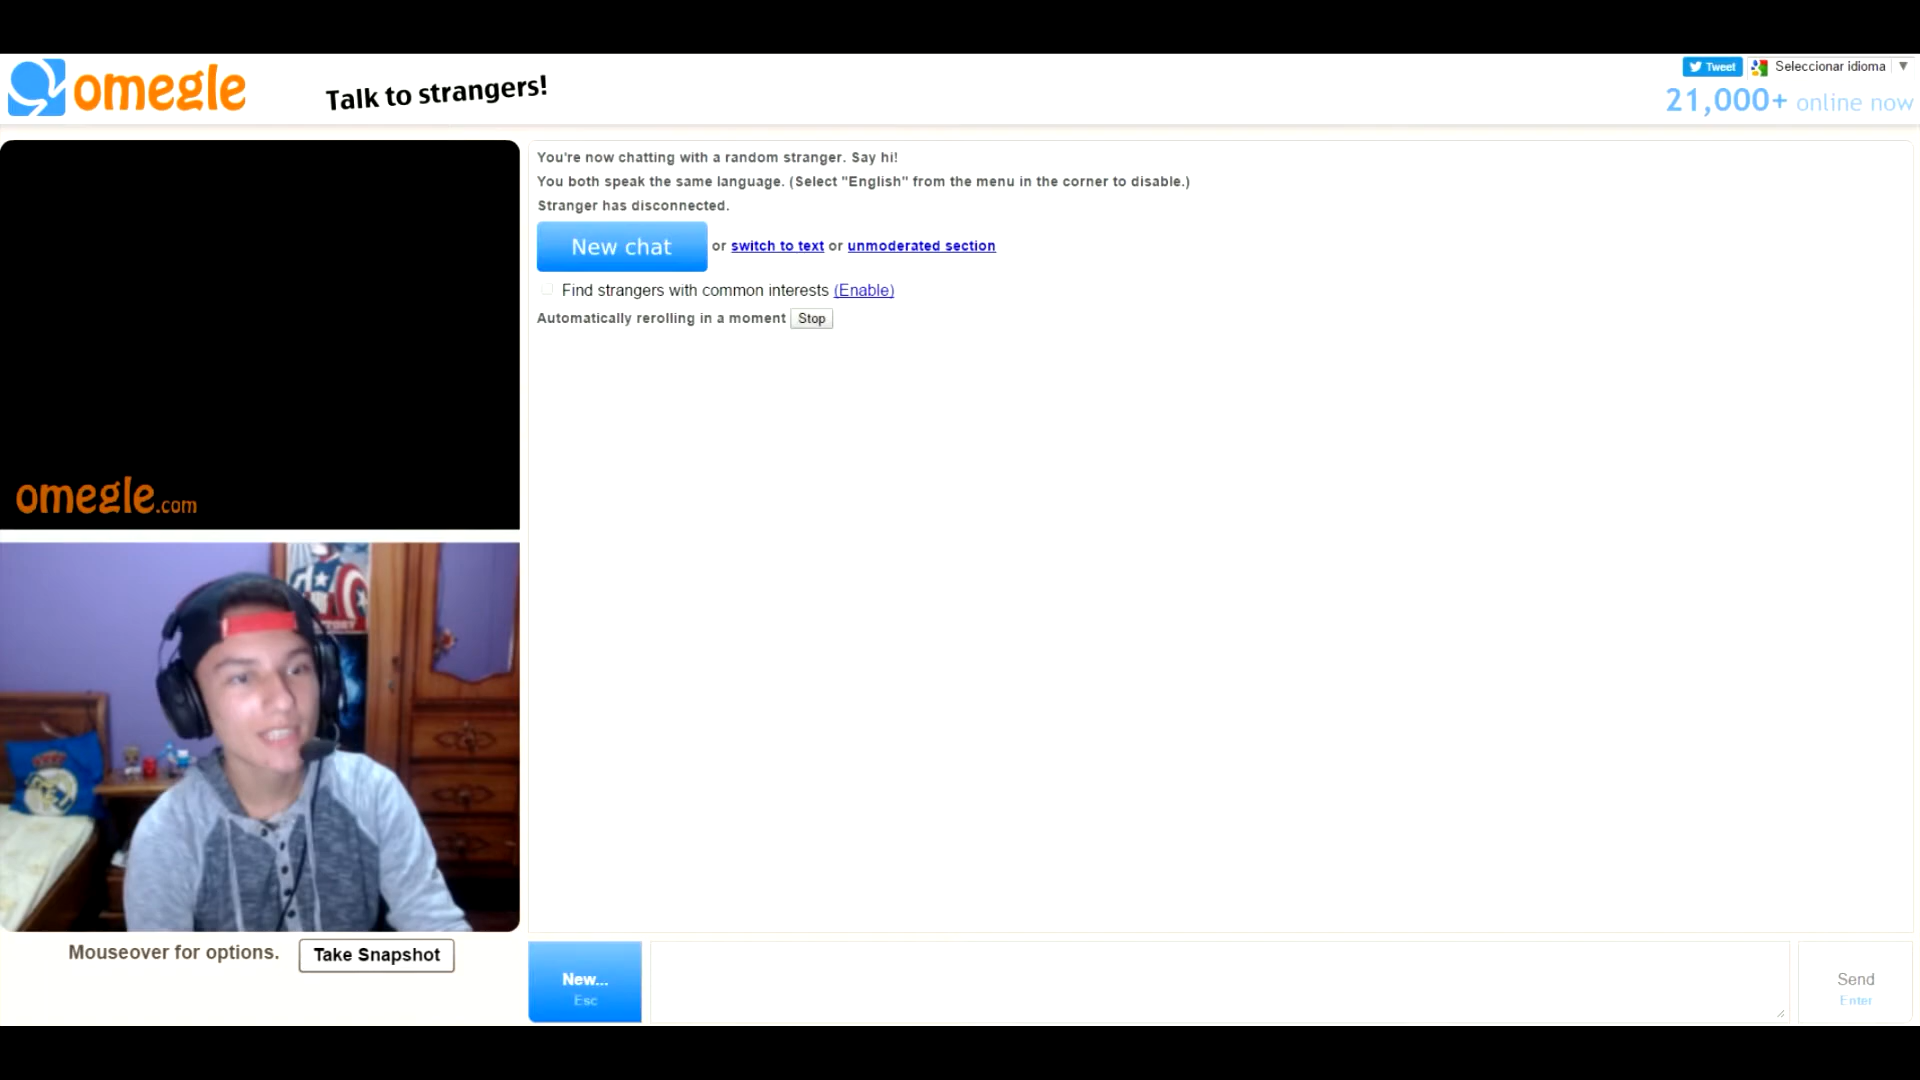 omegle
Talk to strangers!
Tweet
Seleccionar idioma
21,000+ online now
You're now chatting with a random stranger. Say hi!
You both speak the same language. (Select "English" from the menu in the corner to disable.)
Stranger has disconnected.
New chat or switch to text or unmoderated section
Find strangers with common interests (Enable)
Automatically rerolling in a moment Stop
omegle.com
Mouseover for options.
Take Snapshot
New...
Esc
Send
Enter